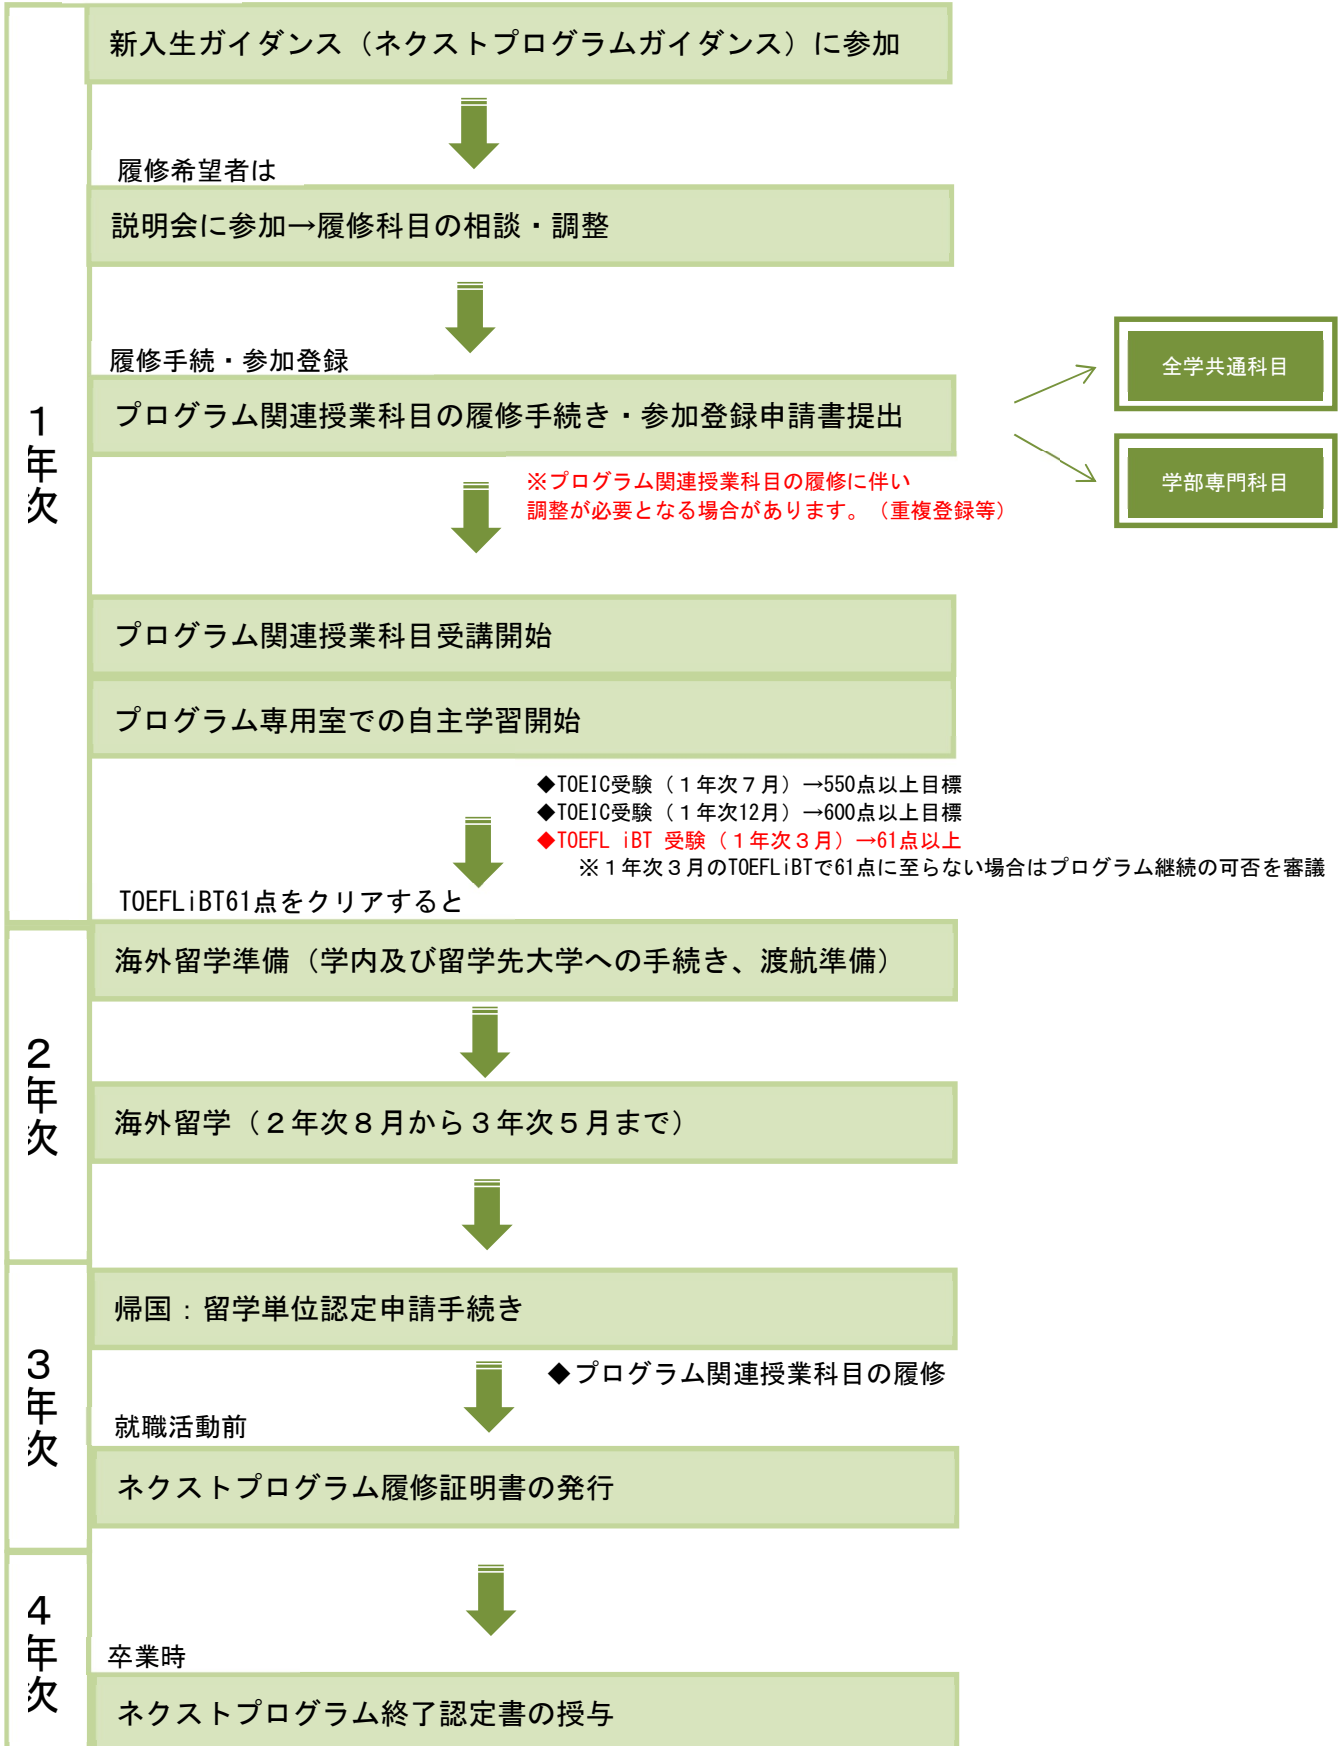 1年次
新入生ガイダンス（ネクストプログラムガイダンス）に参加
履修希望者は
説明会に参加→履修科目の相談・調整
履修手続・参加登録
プログラム関連授業科目の履修手続き・参加登録申請書提出
全学共通科目
学部専門科目
※プログラム関連授業科目の履修に伴い
調整が必要となる場合があります。（重複登録等）
プログラム関連授業科目受講開始
プログラム専用室での自主学習開始
◆TOEIC受験（１年次７月）→550点以上目標
◆TOEIC受験（１年次12月）→600点以上目標
◆TOEFL iBT 受験（１年次３月）→61点以上
※１年次３月のTOEFLiBTで61点に至らない場合はプログラム継続の可否を審議
TOEFLiBT61点をクリアすると
2年次
海外留学準備（学内及び留学先大学への手続き、渡航準備）
海外留学（２年次８月から３年次５月まで）
3年次
帰国：留学単位認定申請手続き
◆プログラム関連授業科目の履修
就職活動前
ネクストプログラム履修証明書の発行
4年次
卒業時
ネクストプログラム終了認定書の授与